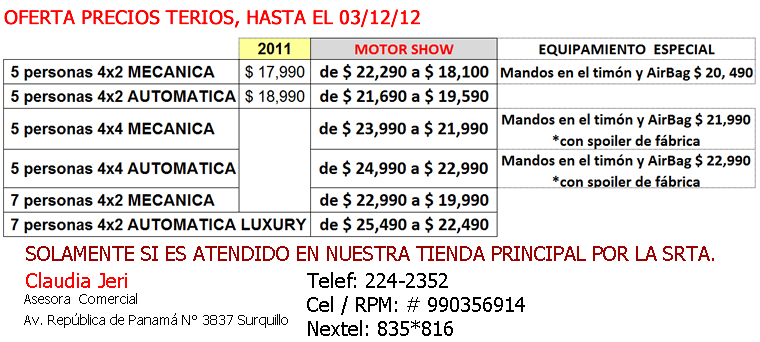 OFERTA PRECIOS TERIOS, HASTA EL 03/12/12
2011 MOTOR SHOW EQUIPAMIENTO ESPECIAL
5 personas 4x2 MECANICA $ 17,990 de $ 22,290 a $ 18,100 Mandos en el timón y AirBag $ 20, 490
5 personas 4x2 AUTOMATICA $ 18,990 de $ 21,690 a $ 19,590
5 personas 4x4 MECANICA de $ 23,990 a $ 21,990 Mandos en el timón y AirBag $ 21,990
*con spoiler de fábrica
5 personas 4x4 AUTOMATICA de $ 24,990 a $ 22,990 Mandos en el timón y AirBag $ 22,990
*con spoiler de fábrica
7 personas 4x2 MECANICA de $ 22,990 a $ 19,990
7 personas 4x2 AUTOMATICA LUXURY de $ 25,490 a $ 22,490
SOLAMENTE SI ES ATENDIDO EN NUESTRA TIENDA PRINCIPAL POR LA SRTA.
Claudia Jeri
Asesora Comercial
Av. República de Panamá N° 3837 Surquillo
Telef: 224-2352
Cel / RPM: # 990356914
Nextel: 835*816